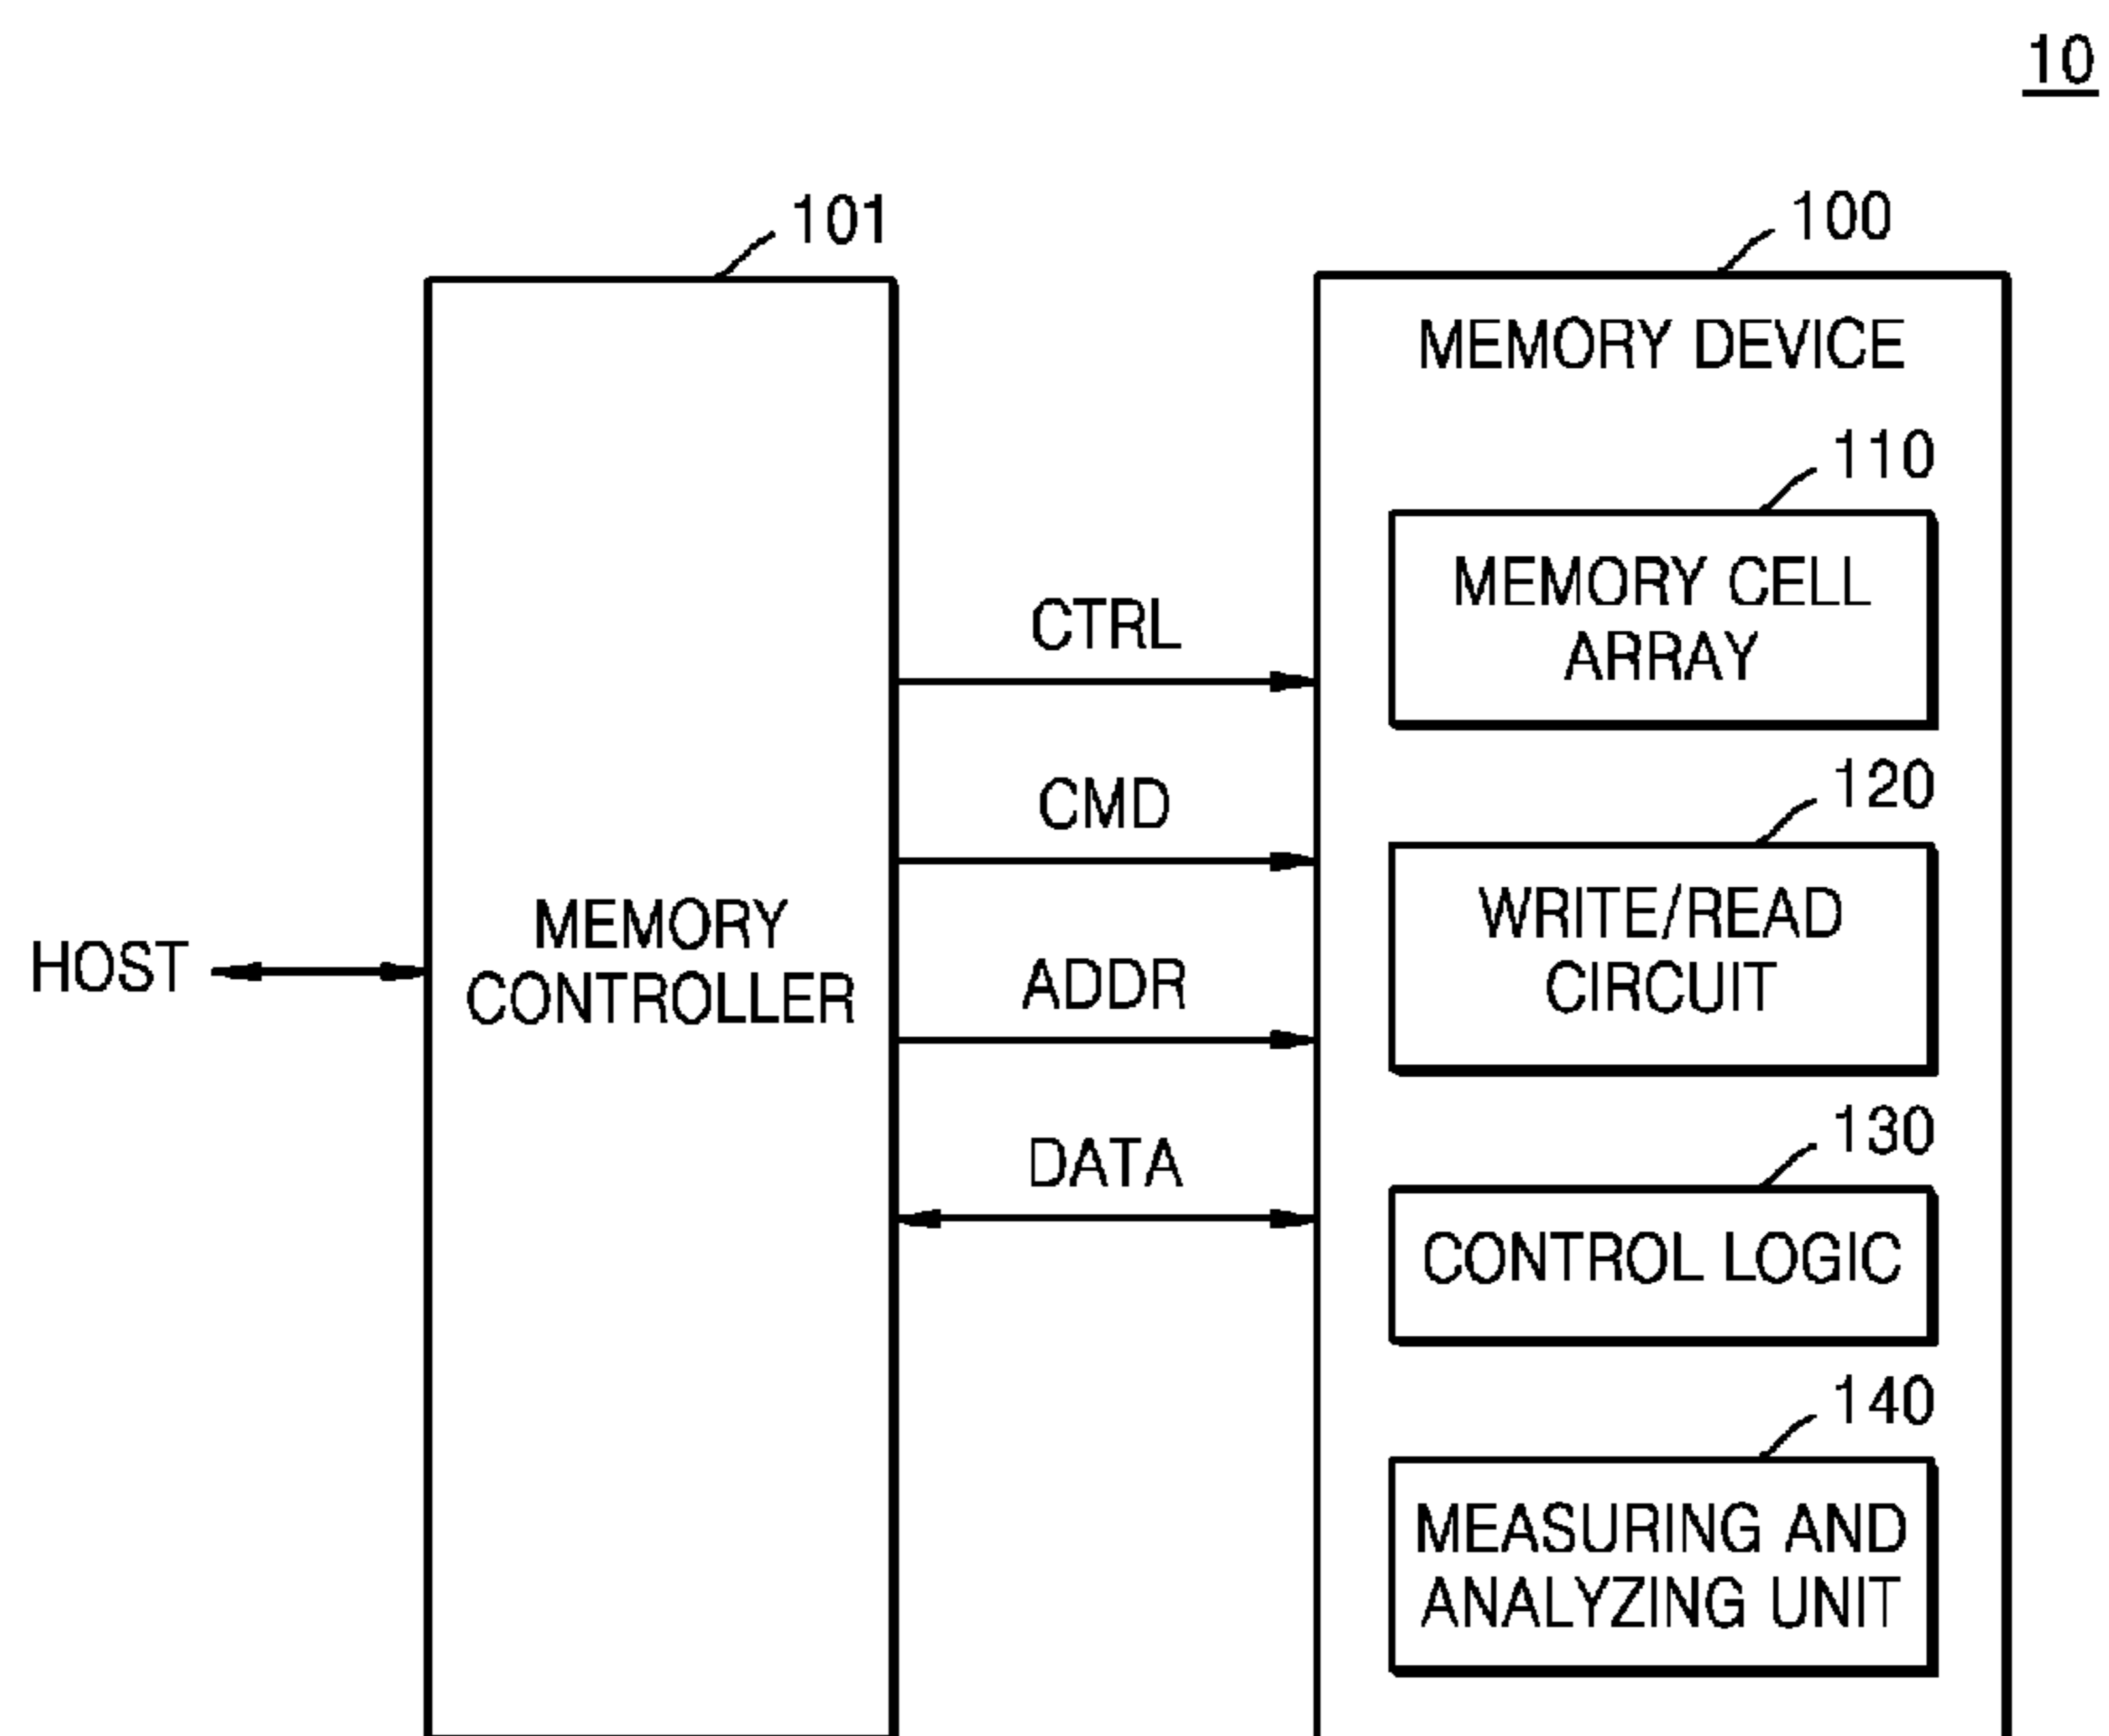 10
101
100
MEMORY DEVICE
110
MEMORY CELL
ARRAY
CTRL
120
CMD
WRITE/READ
CIRCUIT
HOST
MEMORY
CONTROLLER
ADDR
130
DATA
CONTROL LOGIC
140
MEASURING AND
ANALYZING UNIT